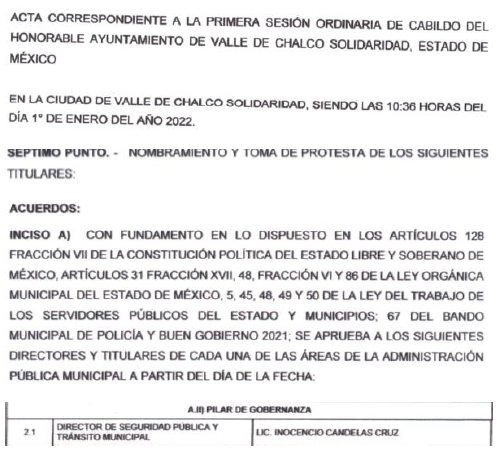 ACTA CORRESPONDIENTE A LA PRIMERA SESIÓN ORDINARIA DE CABILDO DEL
HONORABLE AYUNTAMIENTO DE VALLE DE CHALCO SOLIDARIDAD, ESTADO DE
MÉXICO
EN LA CIUDAD DE VALLE DE CHALCO SOLIDARIDAD, SIENDO LAS 10:36 HORAS DEL
DÍA 1° DE ENERO DEL AÑO 2022.
SEPTIMO PUNTO. - NOMBRAMIENTO Y TOMA DE PROTESTA DE LOS SIGUIENTES
TITULARES:
ACUERDOS:
INCISO A) CON FUNDAMENTO EN LO DISPUESTO EN LOS ARTÍCULOS 128
FRACCIÓN VII DE LA CONSTITUCIÓN POLÍTICA DEL ESTADO LIBRE Y SOBERANO DE
MÉXICO, ARTÍCULOS 31 FRACCIÓN XVII, 48, FRACCIÓN VI Y 86 DE LA LEY ORGÁNICA
MUNICIPAL DEL ESTADO DE MÉXICO, 5, 45, 48, 49 Y 50 DE LA LEY DEL TRABAJO DE
LOS SERVIDORES PÚBLICOS DEL ESTADO Y MUNICIPIOS; 67 DEL BANDO
MUNICIPAL DE POLICÍA Y BUEN GOBIERNO 2021; SE APRUEBA A LOS SIGUIENTES
DIRECTORES Y TITULARES DE CADA UNA DE LAS ÁREAS DE LA ADMINISTRACIÓN
PÚBLICA MUNICIPAL A PARTIR DEL DÍA DE LA FECHA:
A.II) PILAR DE GOBERNANZA
2.1 DIRECTOR DE SEGURIDAD PÚBLICA Y
TRÁNSITO MUNICIPAL
LIC. INOCENCIO CANDELAS CRUZ